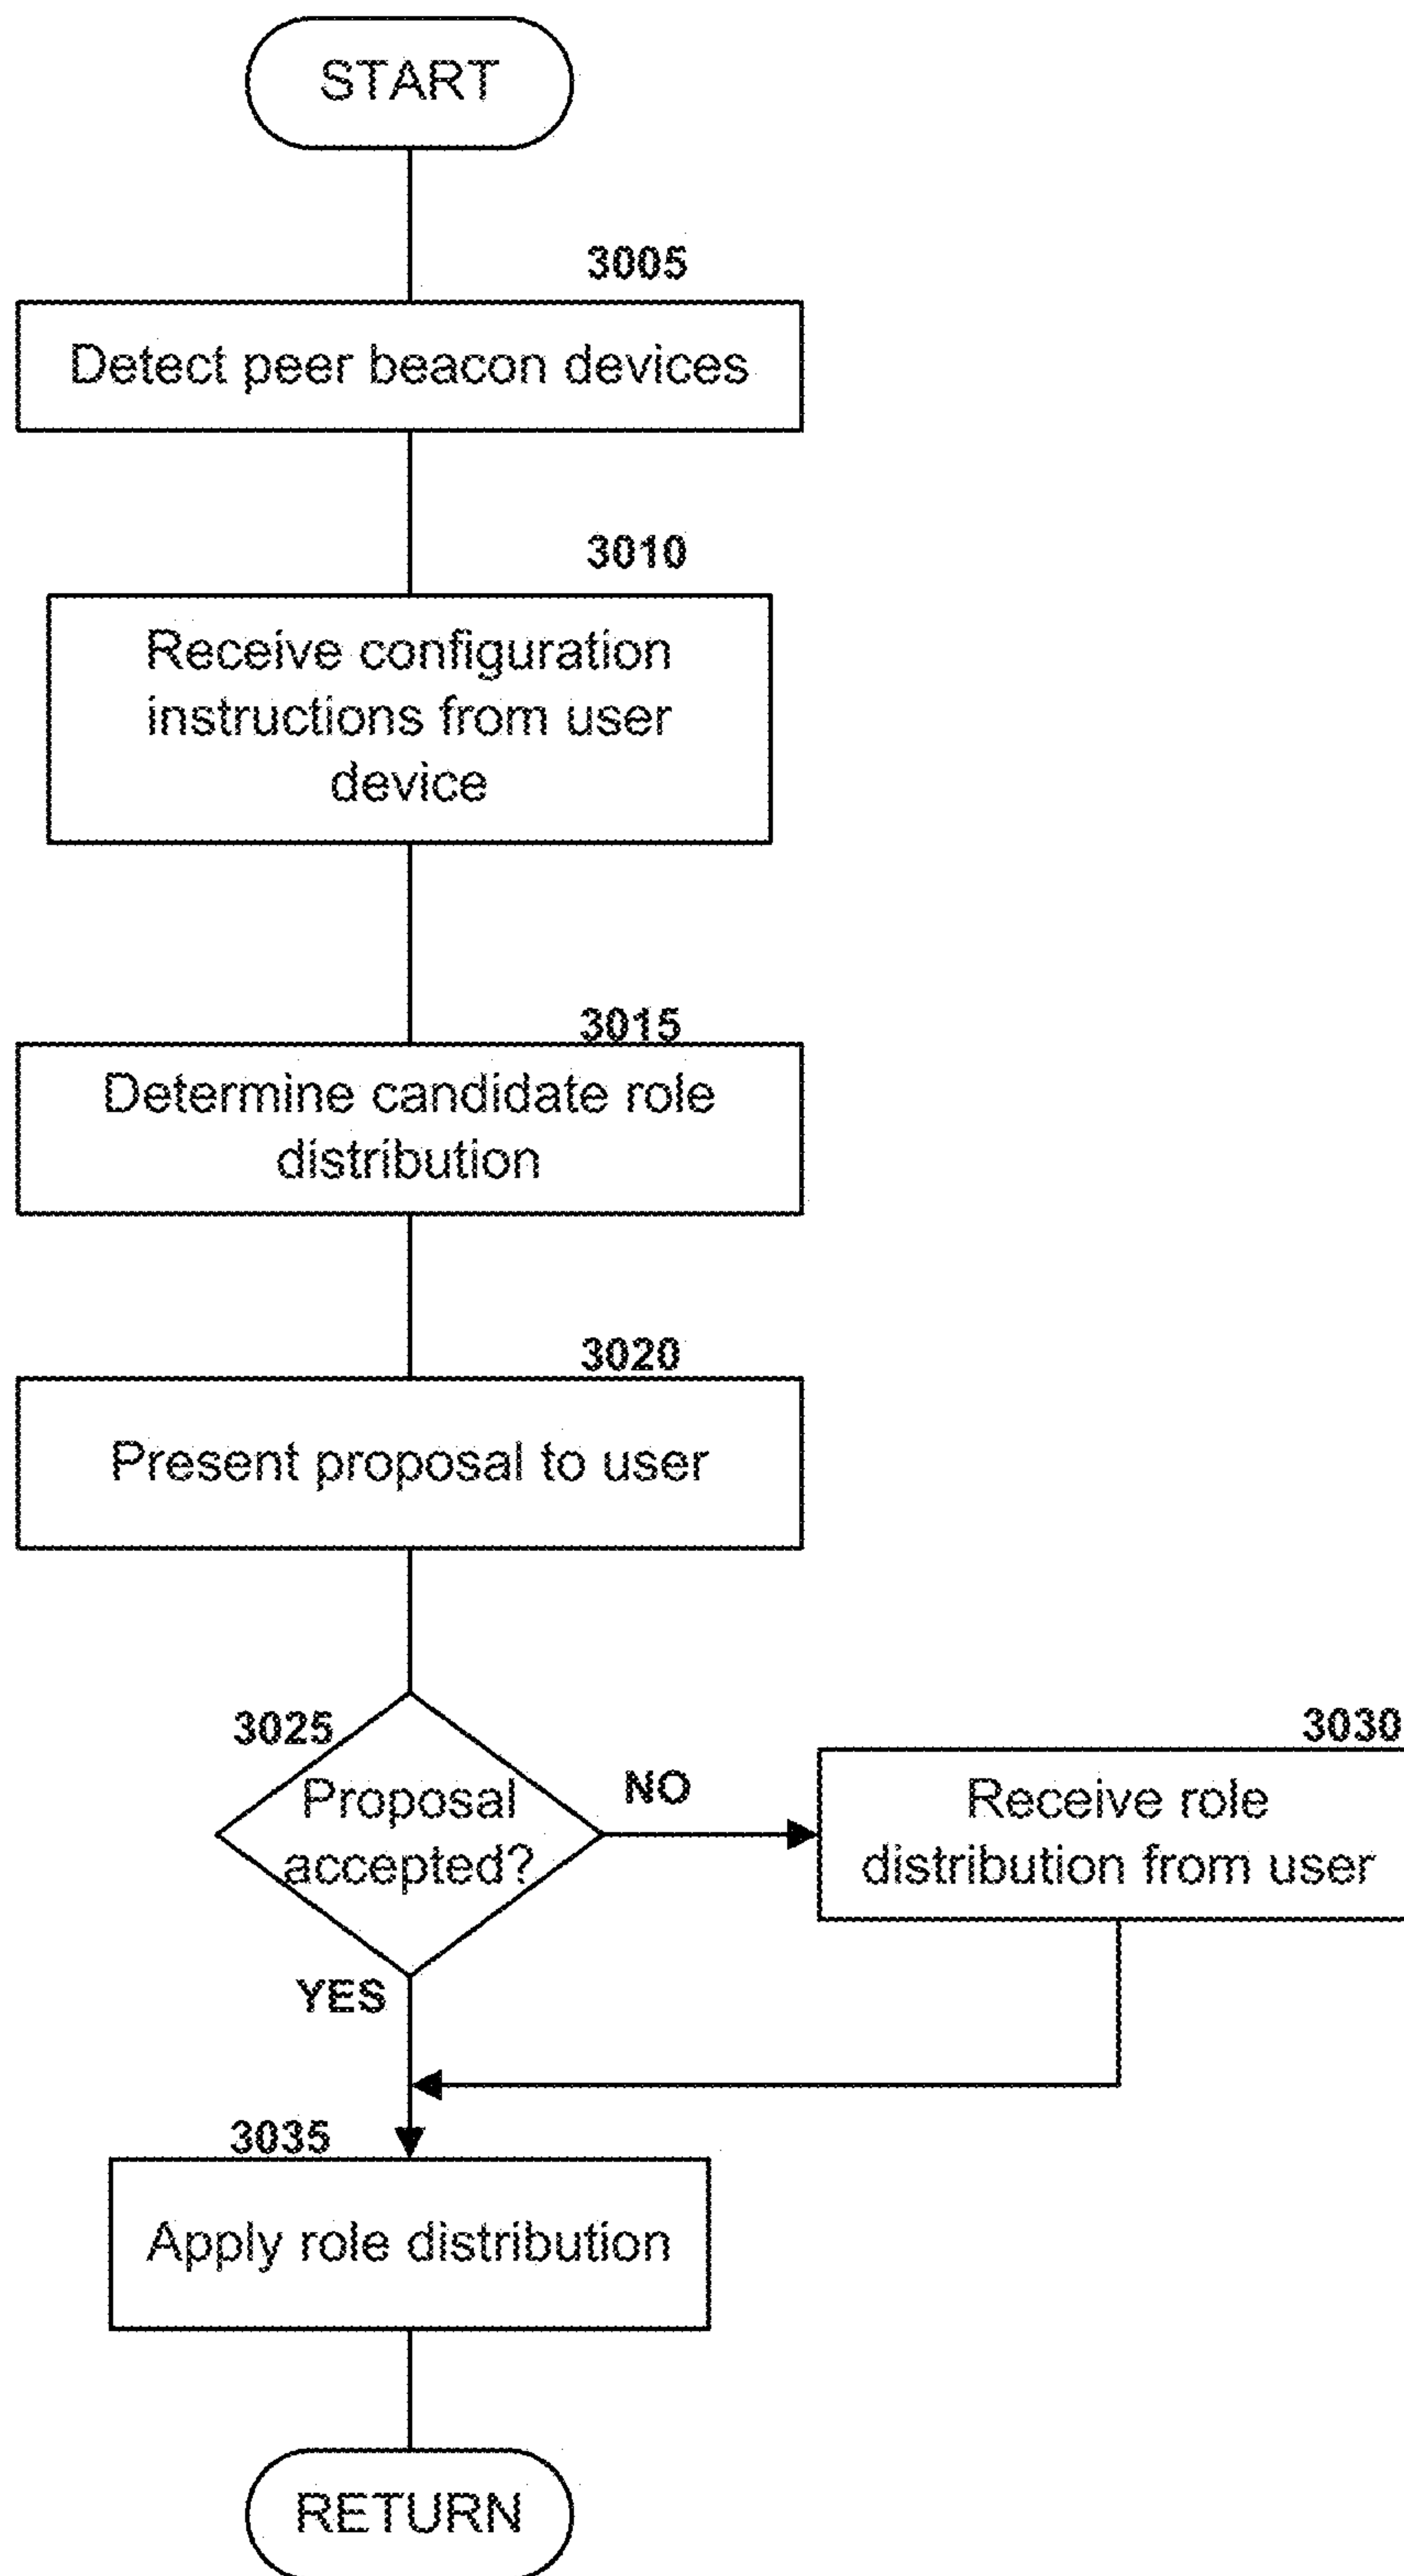 START
3005
Detect peer beacon devices
3010
Receive configuration
instructions from user
device
3015
Determine candidate role
distribution
3020
Present proposal to user
3025
Proposal
accepted?
NO
3030
Receive role
distribution from user
YES
3035
Apply role distribution
RETURN